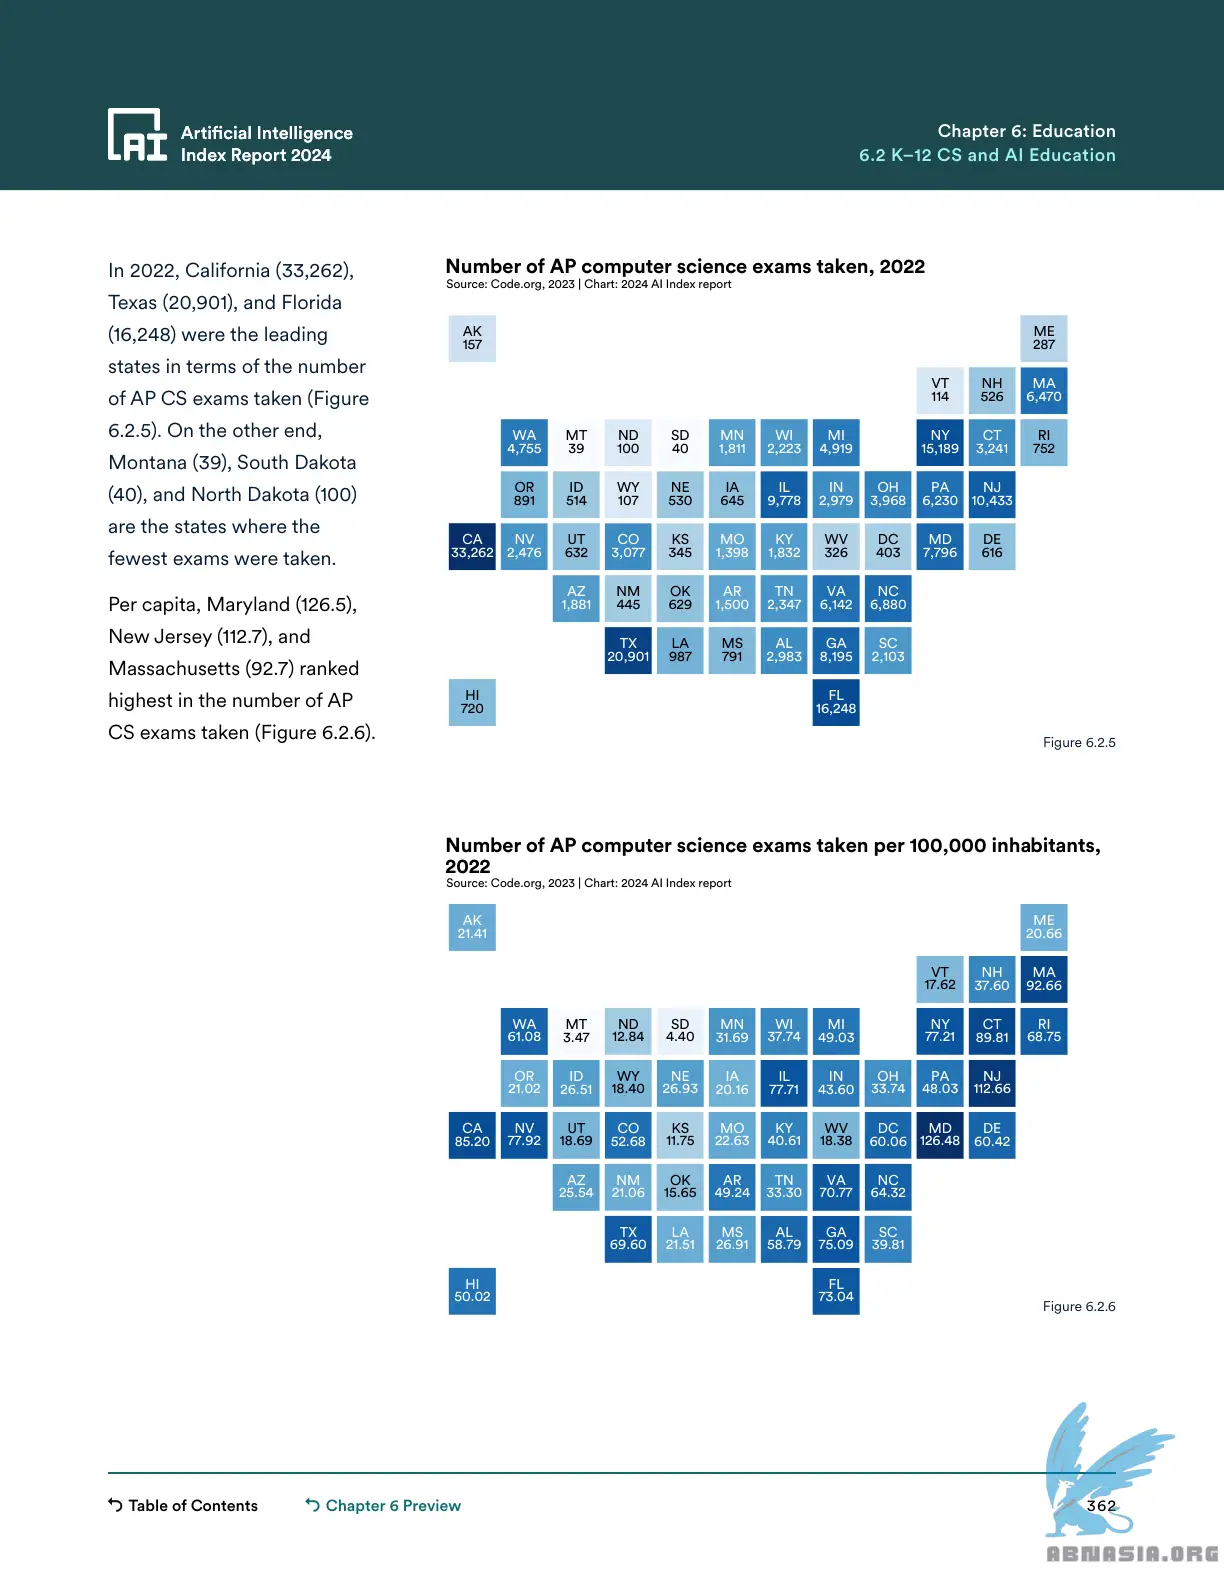 Artificial Intelligence
Index Report 2024
Chapter 6: Education
6.2 K–12 CS and AI Education
In 2022, California (33,262),
Texas (20,901), and Florida
(16,248) were the leading
states in terms of the number
of AP CS exams taken (Figure
6.2.5). On the other end,
Montana (39), South Dakota
(40), and North Dakota (100)
are the states where the
fewest exams were taken.
Per capita, Maryland (126.5),
New Jersey (112.7), and
Massachusetts (92.7) ranked
highest in the number of AP
CS exams taken (Figure 6.2.6).
Number of AP computer science exams taken, 2022
Source: Code.org, 2023 | Chart: 2024 AI Index report
AK ME
157 287
VT NH MA
114 526 6,470
WA MT ND SD MN WI MI NY CT RI
4,755 39 100 40 1,811 2,223 4,919 15,189 3,241 752
OR ID WY NE IA IL IN OH PA NJ
891 514 107 530 645 9,778 2,979 3,968 6,230 10,433
CA NV UT CO KS MO KY WV DC MD DE
33,262 2,476 632 3,077 345 1,398 1,832 326 403 7,796 616
AZ NM OK AR TN VA NC
1,881 445 629 1,500 2,347 6,142 6,880
TX LA MS AL GA SC
20,901 987 791 2,983 8,195 2,103
HI FL
720 16,248
Figure 6.2.5
Number of AP computer science exams taken per 100,000 inhabitants,
2022
Source: Code.org, 2023 | Chart: 2024 AI Index report
AK ME
21.41 20.66
VT NH MA
17.62 37.60 92.66
WA MT ND SD MN WI MI NY CT RI
61.08 3.47 12.84 4.40 31.69 37.74 49.03 77.21 89.81 68.75
OR ID WY NE IA IL IN OH PA NJ
21.02 26.51 18.40 26.93 20.16 77.71 43.60 33.74 48.03 112.66
CA NV UT CO KS MO KY WV DC MD DE
85.20 77.92 18.69 52.68 11.75 22.63 40.61 18.38 60.06 126.48 60.42
AZ NM OK AR TN VA NC
25.54 21.06 15.65 49.24 33.30 70.77 64.32
TX LA MS AL GA SC
69.60 21.51 26.91 58.79 75.09 39.81
HI FL
50.02 73.04
Figure 6.2.6
Table of Contents
Chapter 6 Preview
362
ABNASIA.ORG